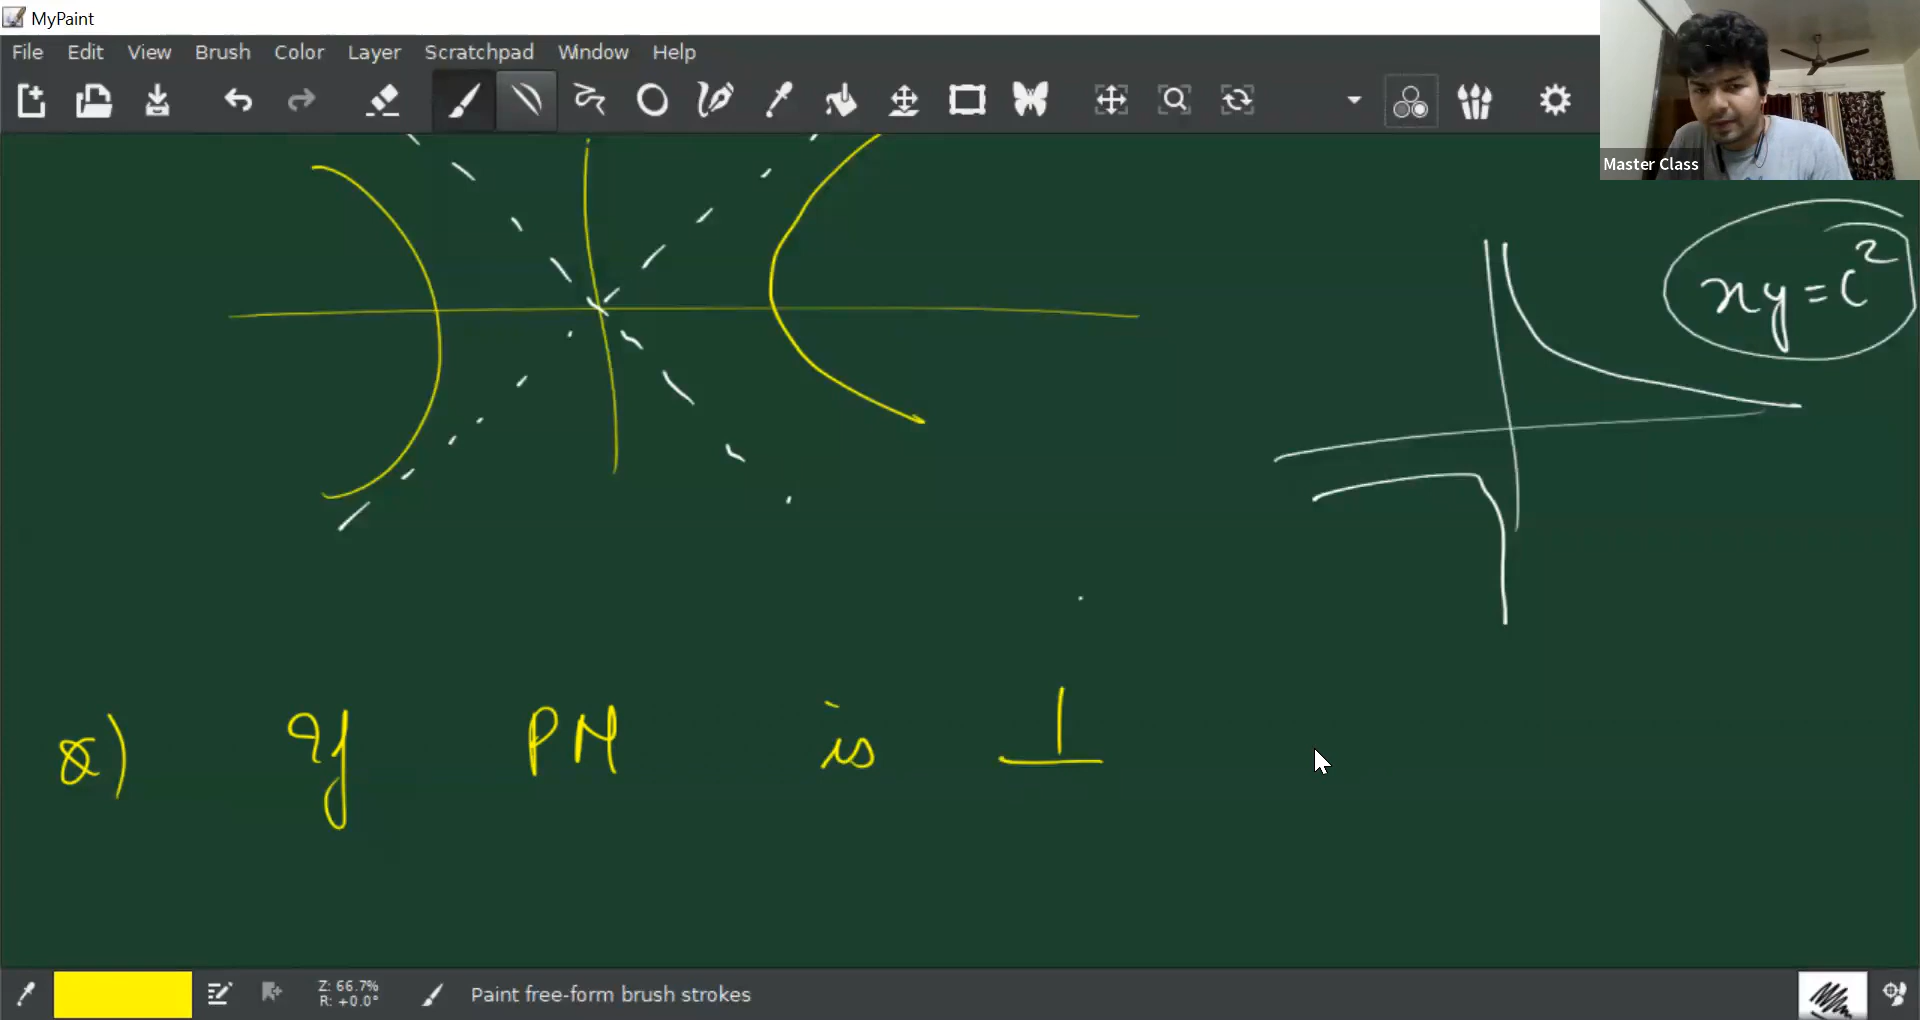 MyPaint
File Edit View Brush Color Layer Scratchpad Window Help
Master Class
xy = c²
Q) If PM is ⊥
Z: 66.7%
R: +0.0°
Paint free-form brush strokes